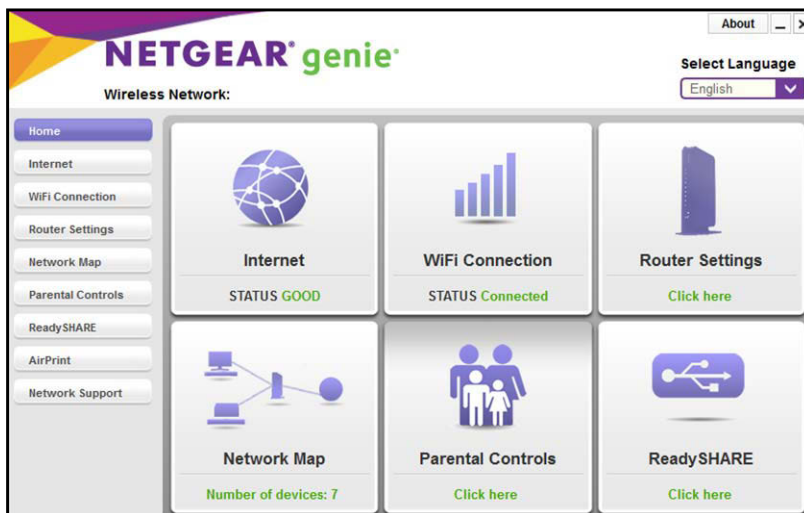 About
NETGEAR® genie®
Select Language
English
Wireless Network:
Home
Internet
WiFi Connection
Router Settings
Network Map
Parental Controls
ReadySHARE
AirPrint
Network Support
Internet
STATUS GOOD
WiFi Connection
STATUS Connected
Router Settings
Click here
Network Map
Number of devices: 7
Parental Controls
Click here
ReadySHARE
Click here